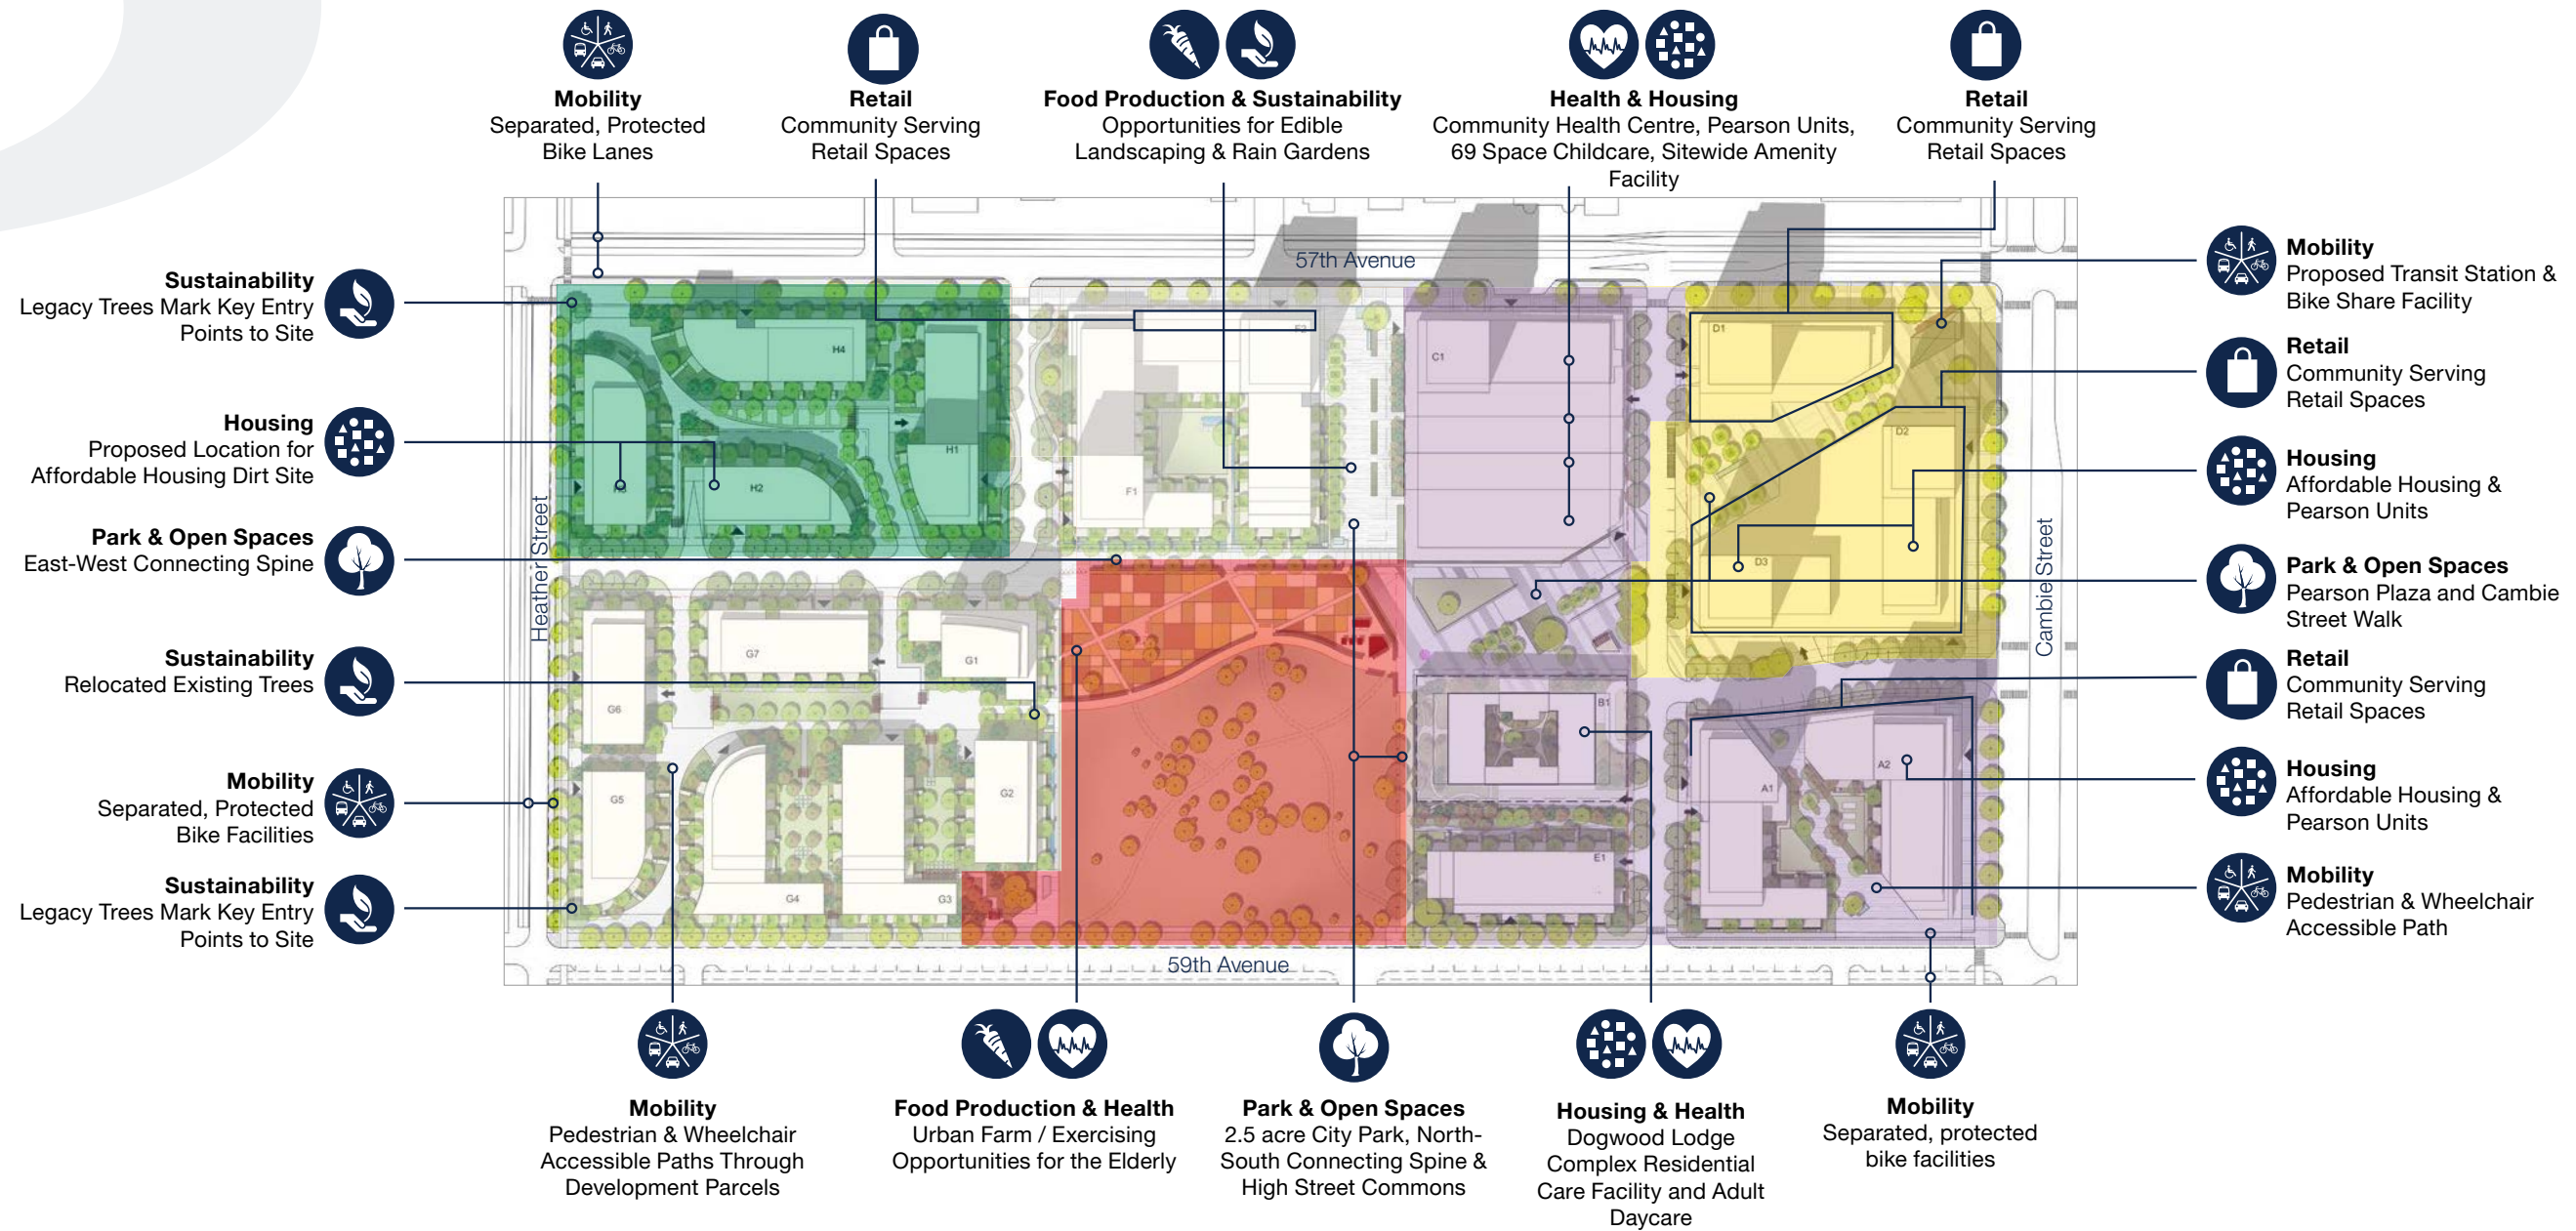 Mobility
Separated, Protected
Bike Lanes
Retail
Community Serving
Retail Spaces
Food Production & Sustainability
Opportunities for Edible
Landscaping & Rain Gardens
Health & Housing
Community Health Centre, Pearson Units,
69 Space Childcare, Sitewide Amenity
Facility
Retail
Community Serving
Retail Spaces
Sustainability
Legacy Trees Mark Key Entry
Points to Site
Housing
Proposed Location for
Affordable Housing Dirt Site
Park & Open Spaces
East-West Connecting Spine
Sustainability
Relocated Existing Trees
Mobility
Separated, Protected
Bike Facilities
Sustainability
Legacy Trees Mark Key Entry
Points to Site
57th Avenue
Heather Street
Cambie Street
59th Avenue
H4
H1
H3
H2
F2
F1
C1
D1
D2
D3
G7
G1
G6
G5
G2
G4
G3
B1
E1
A1
A2
Mobility
Proposed Transit Station &
Bike Share Facility
Retail
Community Serving
Retail Spaces
Housing
Affordable Housing &
Pearson Units
Park & Open Spaces
Pearson Plaza and Cambie
Street Walk
Retail
Community Serving
Retail Spaces
Housing
Affordable Housing &
Pearson Units
Mobility
Pedestrian & Wheelchair
Accessible Path
Mobility
Pedestrian & Wheelchair
Accessible Paths Through
Development Parcels
Food Production & Health
Urban Farm / Exercising
Opportunities for the Elderly
Park & Open Spaces
2.5 acre City Park, North-
South Connecting Spine &
High Street Commons
Housing & Health
Dogwood Lodge
Complex Residential
Care Facility and Adult
Daycare
Mobility
Separated, protected
bike facilities